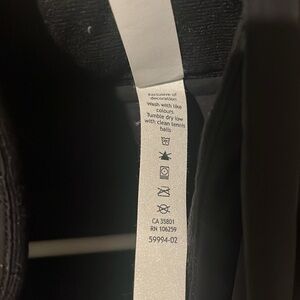 Exclusive of
decoration
Wash with like
colours
Tumble dry low
with clean tennis
balls
CA 35801
RN 106259
59994-02